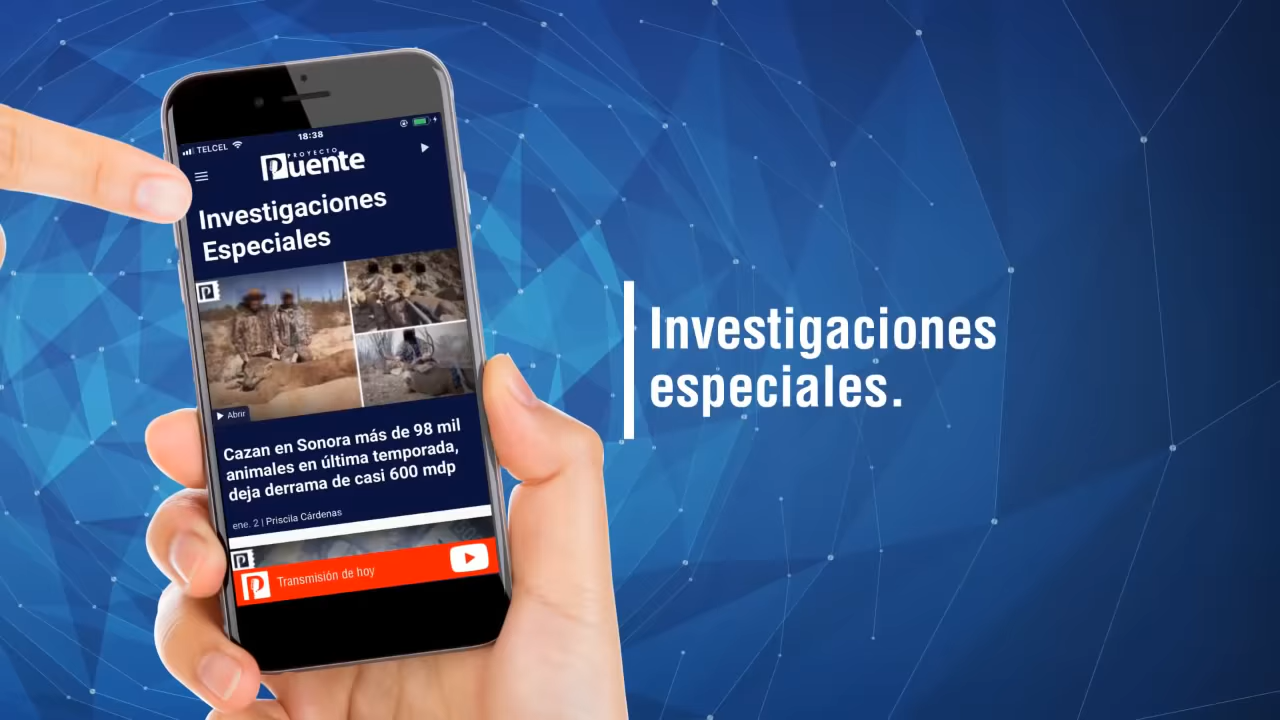 TELCEL
18:38
PROYECTO
Puente
Investigaciones
Especiales
Abrir
Cazan en Sonora más de 98 mil
animales en última temporada,
deja derrama de casi 600 mdp
ene. 2 | Priscila Cárdenas
Transmisión de hoy
Investigaciones
especiales.